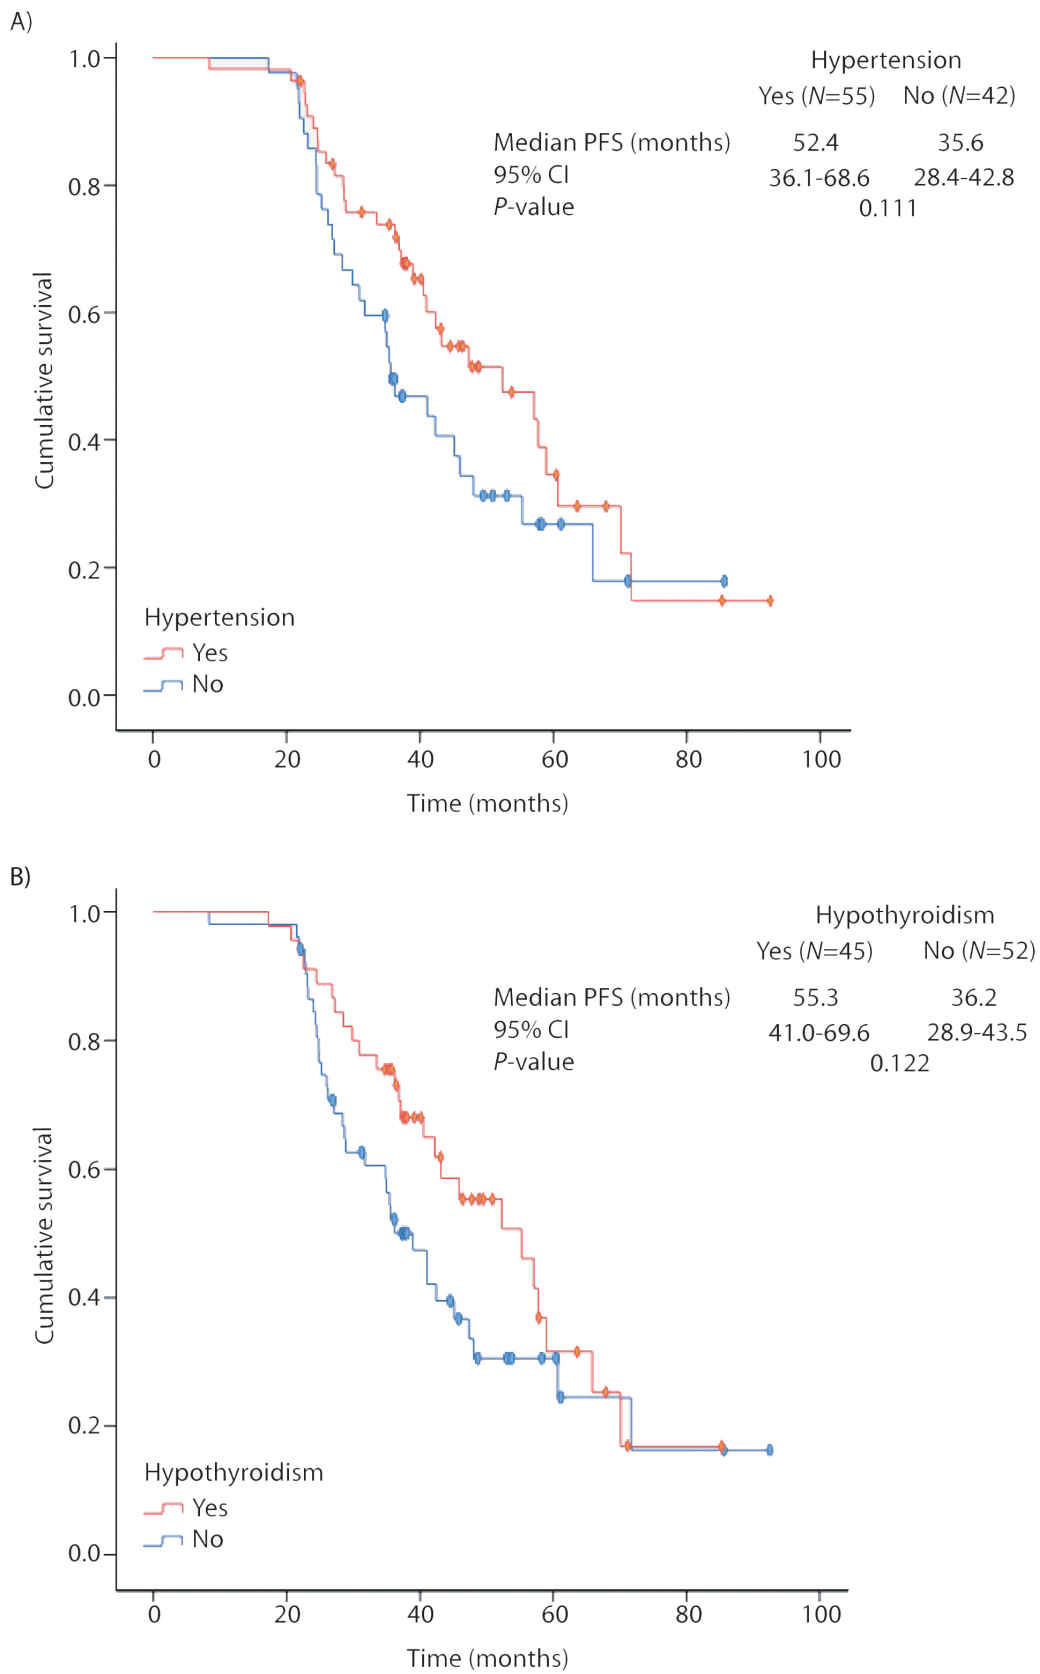 A)
Hypertension
Yes (N=55) No (N=42)
Median PFS (months) 52.4 35.6
95% CI 36.1-68.6 28.4-42.8
P-value 0.111
Cumulative survival
1.0
0.8
0.6
0.4
0.2
0.0
Hypertension
Yes
No
0 20 40 60 80 100
Time (months)
B)
Hypothyroidism
Yes (N=45) No (N=52)
Median PFS (months) 55.3 36.2
95% CI 41.0-69.6 28.9-43.5
P-value 0.122
Cumulative survival
1.0
0.8
0.6
0.4
0.2
0.0
Hypothyroidism
Yes
No
0 20 40 60 80 100
Time (months)